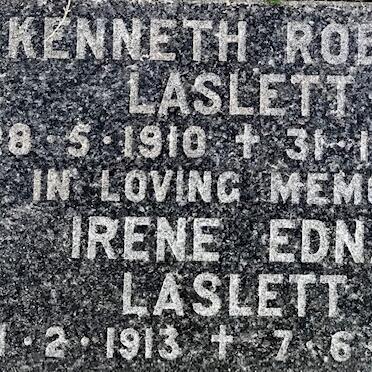 KENNETH ROB
LASLETT
8 · 5 · 1910 ✝ 31 · 1
IN LOVING MEMO
IRENE EDN
LASLETT
1 · 2 · 1913 ✝ 7 · 6 ·